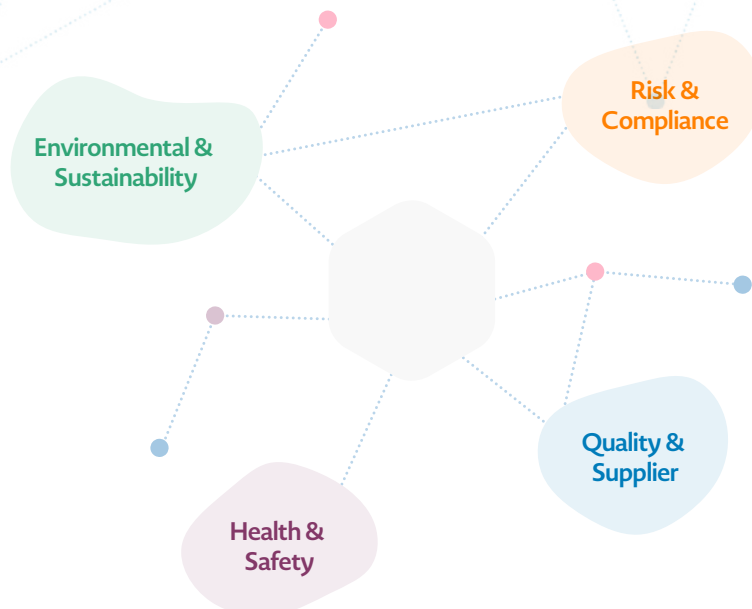 Risk &
Compliance
Environmental &
Sustainability
Quality &
Supplier
Health &
Safety